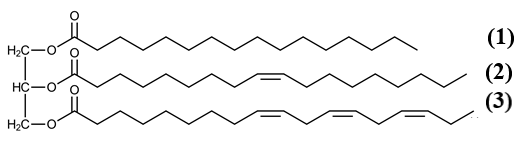 O
H₂C O (1)
O
HC O (2)
O
H₂C O (3)